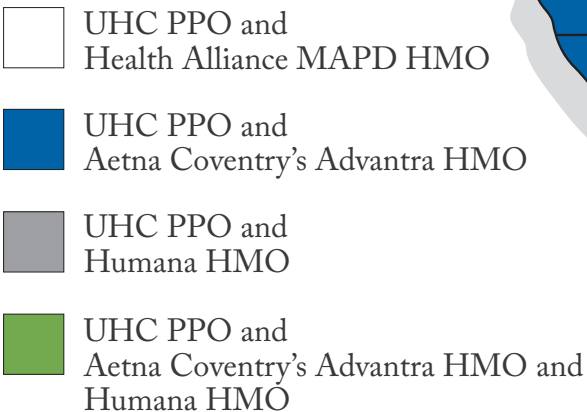 UHC PPO and
Health Alliance MAPD HMO
UHC PPO and
Aetna Coventry's Advantra HMO
UHC PPO and
Humana HMO
UHC PPO and
Aetna Coventry's Advantra HMO and
Humana HMO